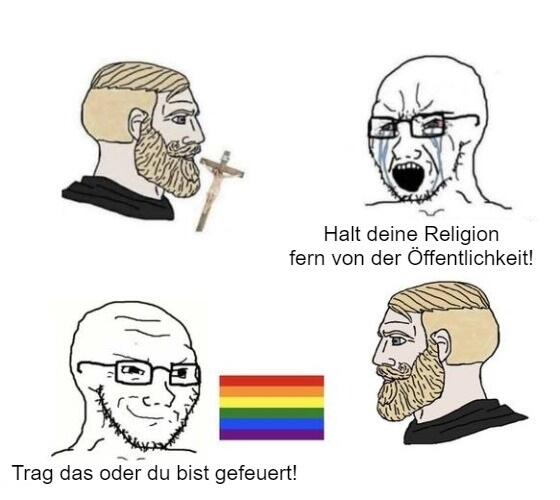 Halt deine Religion
fern von der Öffentlichkeit!
Trag das oder du bist gefeuert!